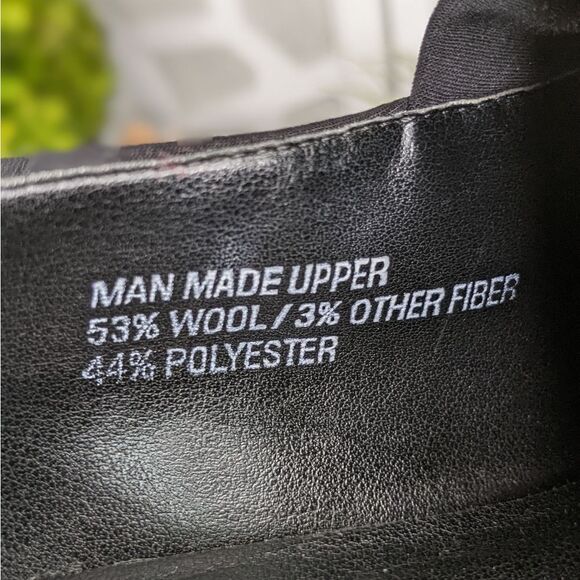 MAN MADE UPPER
53% WOOL/3% OTHER FIBER
44% POLYESTER